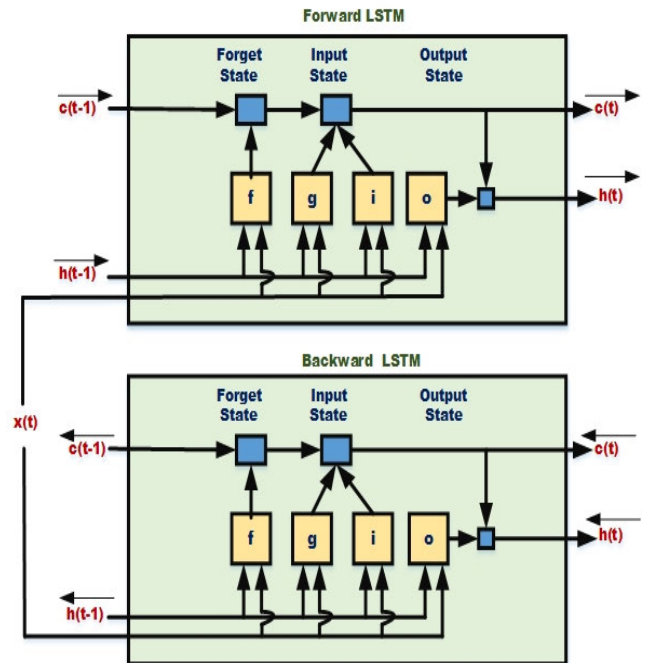 Forward LSTM
Forget Input Output
State State State
c(t-1) c(t)
f g i o
h(t)
h(t-1)
x(t)
Backward LSTM
Forget Input Output
State State State
c(t-1) c(t)
f g i o
h(t)
h(t-1)